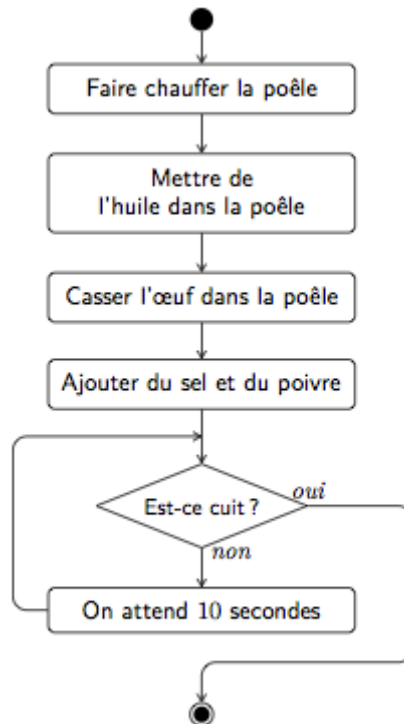 Faire chauffer la poêle
Mettre de
l'huile dans la poêle
Casser l'œuf dans la poêle
Ajouter du sel et du poivre
Est-ce cuit ?
oui
non
On attend 10 secondes